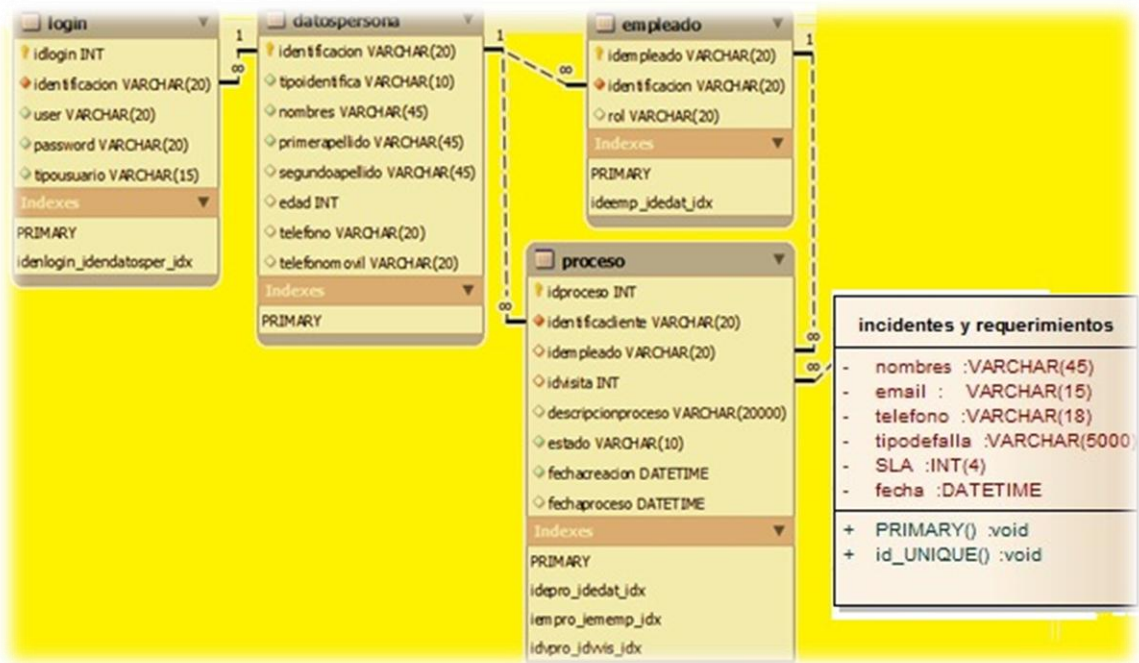 login
idlogin INT
identificacion VARCHAR(20)
user VARCHAR(20)
password VARCHAR(20)
tipousuario VARCHAR(15)
Indexes
PRIMARY
idenlogin_idendatosper_idx
1
∞
datospersona
identificacion VARCHAR(20)
tipoidentifica VARCHAR(10)
nombres VARCHAR(45)
primerapellido VARCHAR(45)
segundoapellido VARCHAR(45)
edad INT
telefono VARCHAR(20)
telefonomovil VARCHAR(20)
Indexes
PRIMARY
1
∞
∞
empleado
idempleado VARCHAR(20)
identificacion VARCHAR(20)
rol VARCHAR(20)
Indexes
PRIMARY
ideemp_idedat_idx
1
∞
∞
proceso
idproceso INT
identificacliente VARCHAR(20)
idempleado VARCHAR(20)
idvisita INT
descripcionproceso VARCHAR(20000)
estado VARCHAR(10)
fechacreacion DATETIME
fechaproceso DATETIME
Indexes
PRIMARY
idepro_idedat_idx
iempro_iememp_idx
idvpro_idvvis_idx
incidentes y requerimientos
- nombres :VARCHAR(45)
- email : VARCHAR(15)
- telefono :VARCHAR(18)
- tipodefalla :VARCHAR(5000)
- SLA :INT(4)
- fecha :DATETIME
+ PRIMARY() :void
+ id_UNIQUE() :void